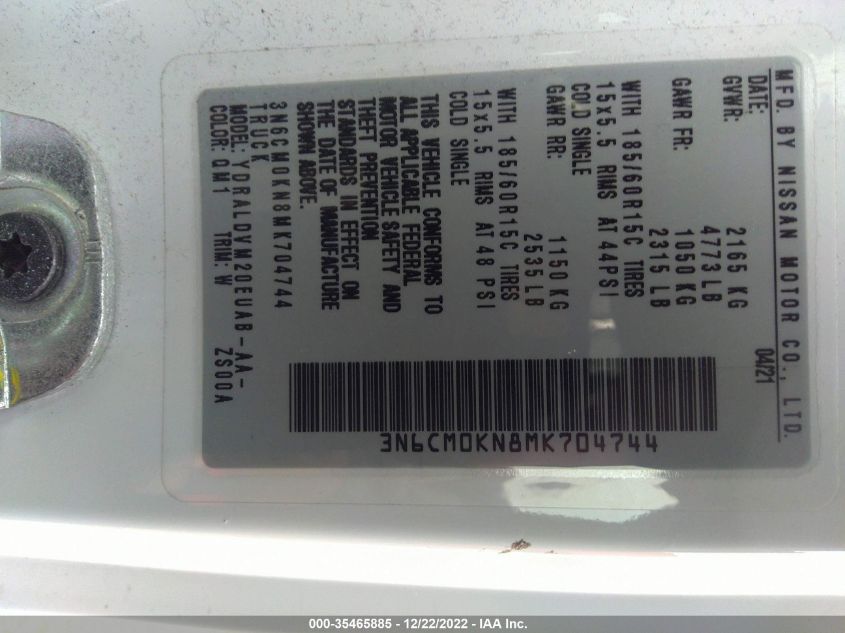 MFD. BY NISSAN MOTOR CO., LTD.
DATE: 04/21
GVWR: 2165 KG
4773LB
GAWR FR: 1050 KG
2315 LB
WITH 185/60R15C TIRES
15x5.5 RIMS AT 44PSI
COLD SINGLE
GAWR RR: 1150 KG
2535 LB
WITH 185/60R15C TIRES
15x5.5 RIMS AT 48 PSI
COLD SINGLE
THIS VEHICLE CONFORMS TO
ALL APPLICABLE FEDERAL
MOTOR VEHICLE SAFETY AND
THEFT PREVENTION
STANDARDS IN EFFECT ON
THE DATE OF MANUFACTURE
SHOWN ABOVE.
3N6CM0KN8MK704744
TRUCK
MODEL: YDRALDVM20EUAB-AA-
ZS00A
COLOR: QM1 TRIM: W
3N6CM0KN8MK704744
000-35465885 - 12/22/2022 - IAA Inc.